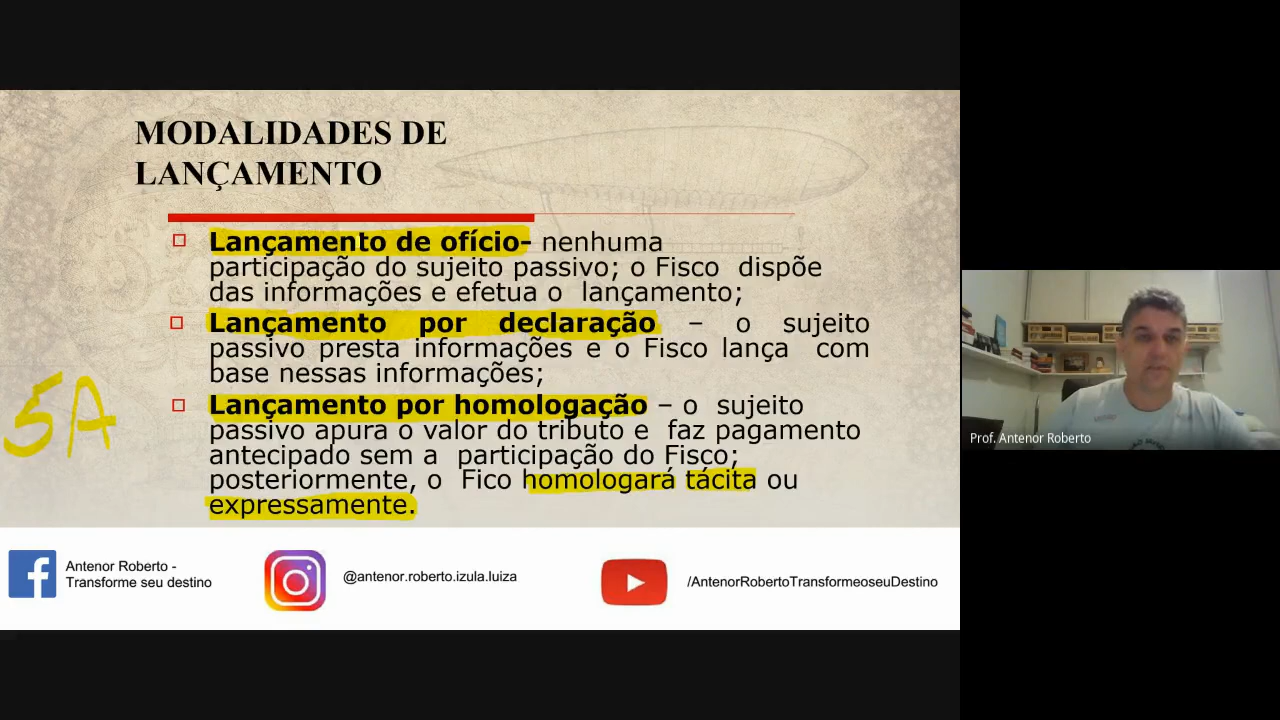 MODALIDADES DE
LANÇAMENTO
Lançamento de ofício- nenhuma
participação do sujeito passivo; o Fisco dispõe
das informações e efetua o lançamento;
Lançamento por declaração – o sujeito
passivo presta informações e o Fisco lança com
base nessas informações;
Lançamento por homologação – o sujeito
passivo apura o valor do tributo e faz pagamento
antecipado sem a participação do Fisco;
posteriormente, o Fico homologará tácita ou
expressamente.
5A
Antenor Roberto -
Transforme seu destino
@antenor.roberto.izula.luiza
/AntenorRobertoTransformeoseuDestino
Prof. Antenor Roberto